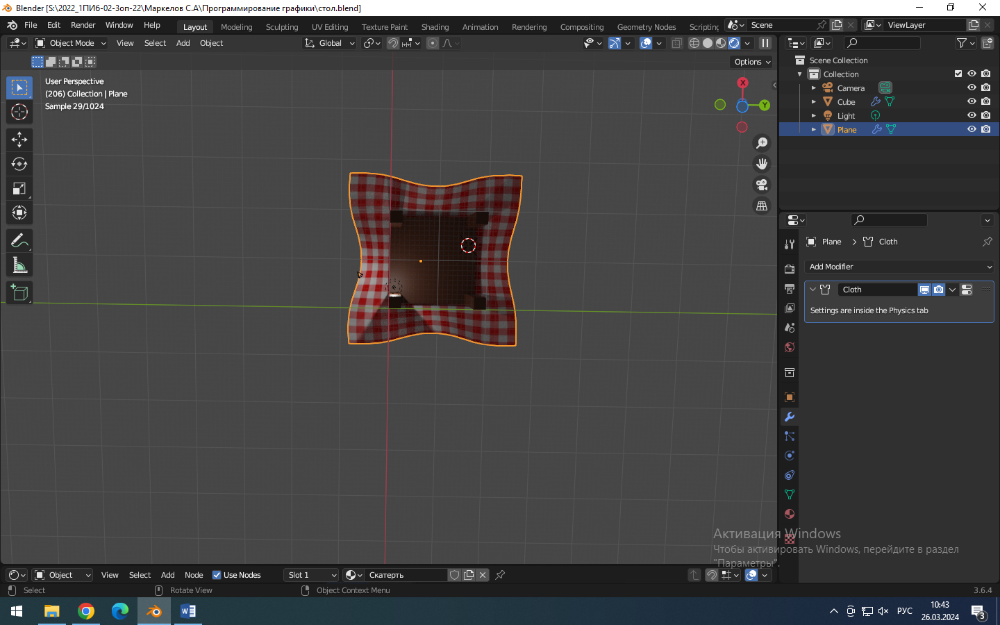 Blender [S:\2022_1ПИб-02-3оп-22\Маркелов С.А\Программирование графики\стол.blend]
File Edit Render Window Help Layout Modeling Sculpting UV Editing Texture Paint Shading Animation Rendering Compositing Geometry Nodes Scripting Scene ViewLayer
Object Mode View Select Add Object Global
Options
User Perspective
(206) Collection | Plane
Sample 29/1024
X
Y
Scene Collection
Collection
Camera
Cube
Light
Plane
Plane Cloth
Add Modifier
Cloth
Settings are inside the Physics tab
Активация Windows
Чтобы активировать Windows, перейдите в раздел
"Параметры".
Object View Select Add Node Use Nodes Slot 1 Скатерть
Select Rotate View Object Context Menu 3.6.4
РУС 10:43
26.03.2024
3